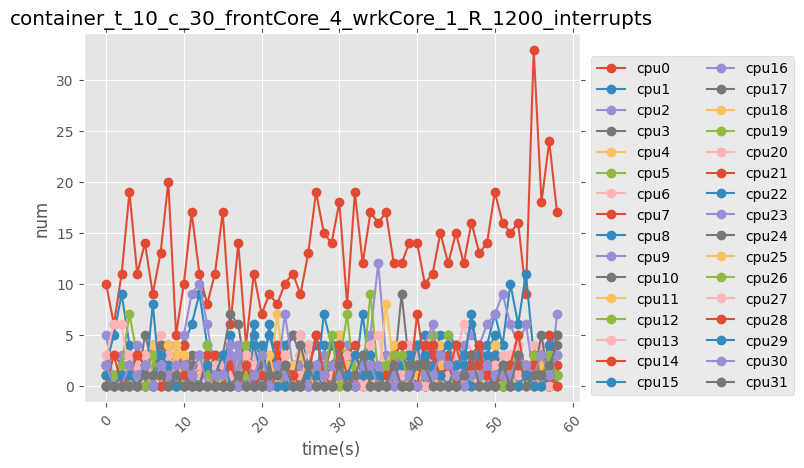 container_t_10_c_30_frontCore_4_wrkCore_1_R_1200_interrupts
num
30
25
20
15
10
5
0
0
10
20
30
40
50
60
time(s)
cpu0
cpu1
cpu2
cpu3
cpu4
cpu5
cpu6
cpu7
cpu8
cpu9
cpu10
cpu11
cpu12
cpu13
cpu14
cpu15
cpu16
cpu17
cpu18
cpu19
cpu20
cpu21
cpu22
cpu23
cpu24
cpu25
cpu26
cpu27
cpu28
cpu29
cpu30
cpu31